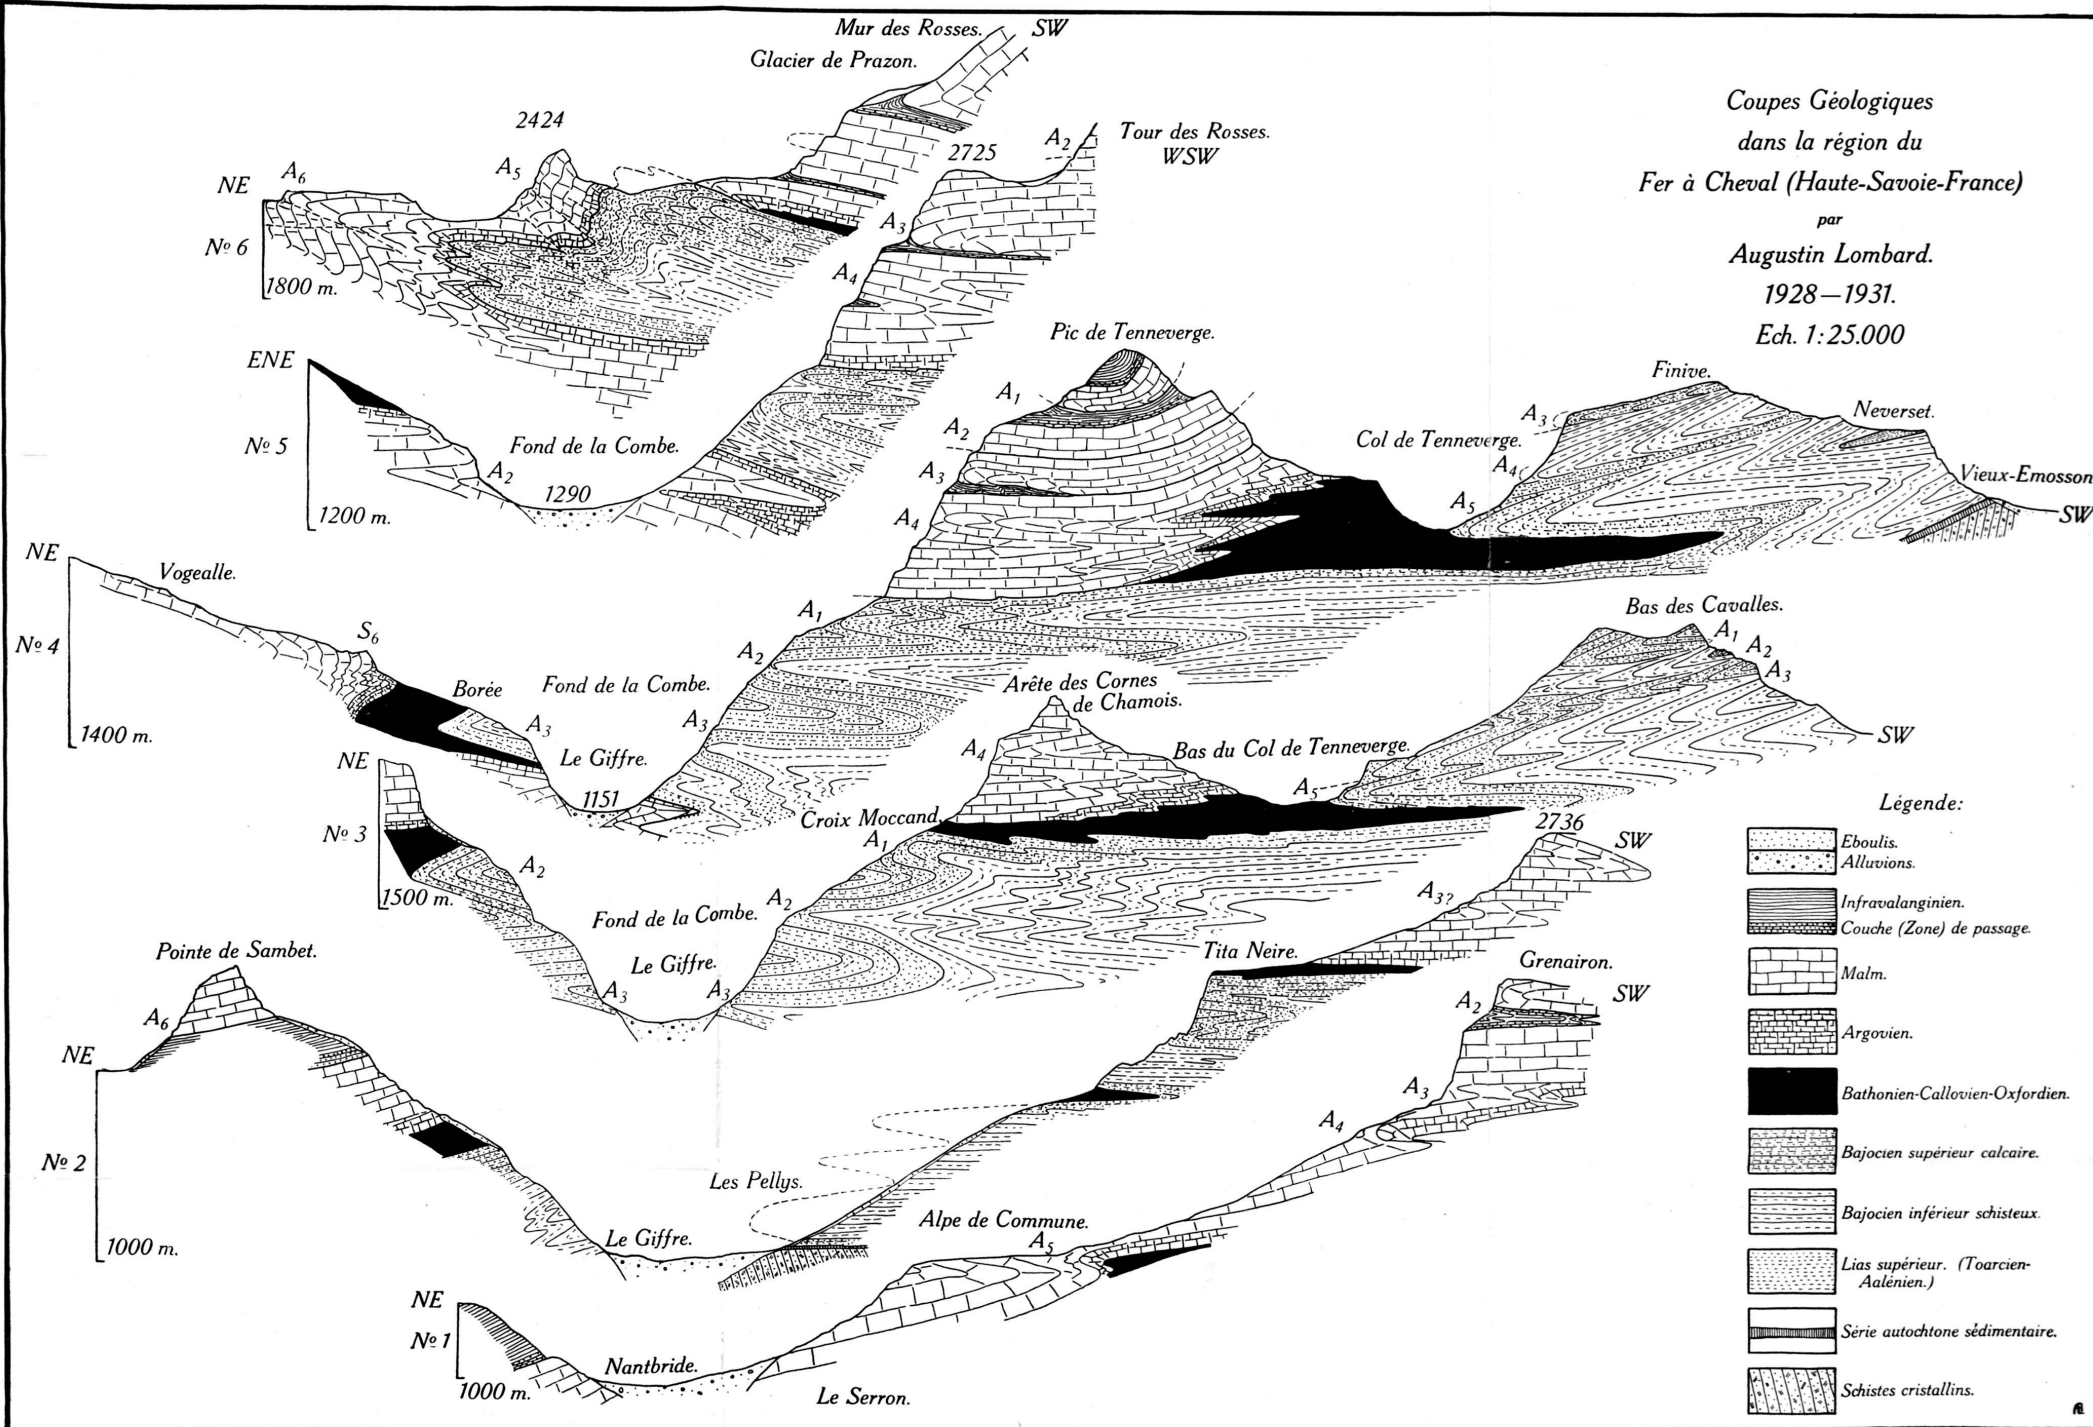 Coupes Géologiques
dans la région du
Fer à Cheval (Haute-Savoie-France)
par
Augustin Lombard.
1928—1931.
Ech. 1:25.000
Mur des Rosses. SW
Glacier de Prazon.
2424
A5
A6
NE
No 6
1800 m.
Tour des Rosses.
WSW
A2
2725
A3
A4
ENE
No 5
Fond de la Combe.
A2
1290
1200 m.
Pic de Tenneverge.
A1
A2
A3
A4
Col de Tenneverge.
Finive.
A3
Neverset.
A4
A5
Vieux-Emosson
SW
NE
Vogealle.
S6
No 4
Borée
Fond de la Combe.
A1
A2
A3
A3
Le Giffre.
1151
1400 m.
Arête des Cornes
de Chamois.
A4
Bas du Col de Tenneverge.
A5
Bas des Cavalles.
A1
A2
A3
SW
NE
No 3
Croix Moccand.
A1
A2
A2
1500 m.
Fond de la Combe.
Le Giffre.
A3
A3
2736
SW
A3?
Tita Neire.
Pointe de Sambet.
A6
NE
No 2
Les Pellys.
Le Giffre.
1000 m.
Grenairon.
SW
A2
A3
A4
Alpe de Commune.
A5
NE
No 1
Nantbride.
1000 m.
Le Serron.
Légende:
Eboulis.
Alluvions.
Infravalanginien.
Couche (Zone) de passage.
Malm.
Argovien.
Bathonien-Callovien-Oxfordien.
Bajocien supérieur calcaire.
Bajocien inférieur schisteux.
Lias supérieur. (Toarcien-
Aalénien.)
Série autochtone sédimentaire.
Schistes cristallins.